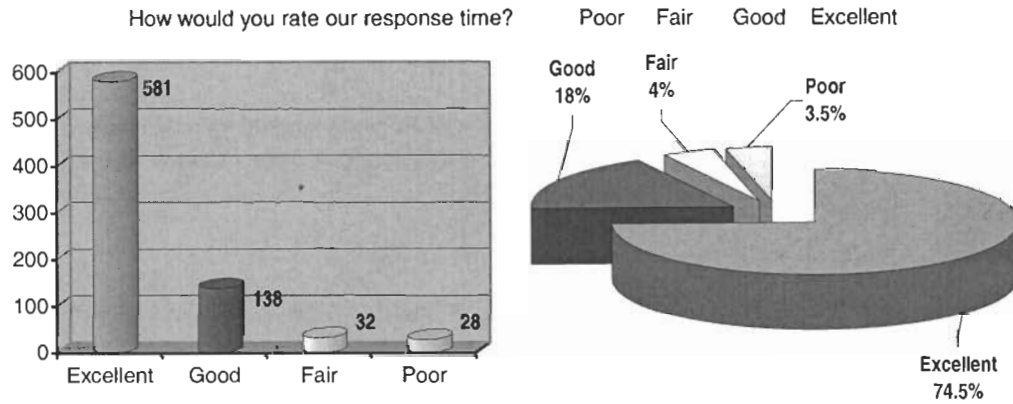 How would you rate our response time? Poor Fair Good Excellent
600
500
400
300
200
100
0
581
138
32
28
Excellent Good Fair Poor
Good
18%
Fair
4%
Poor
3.5%
Excellent
74.5%